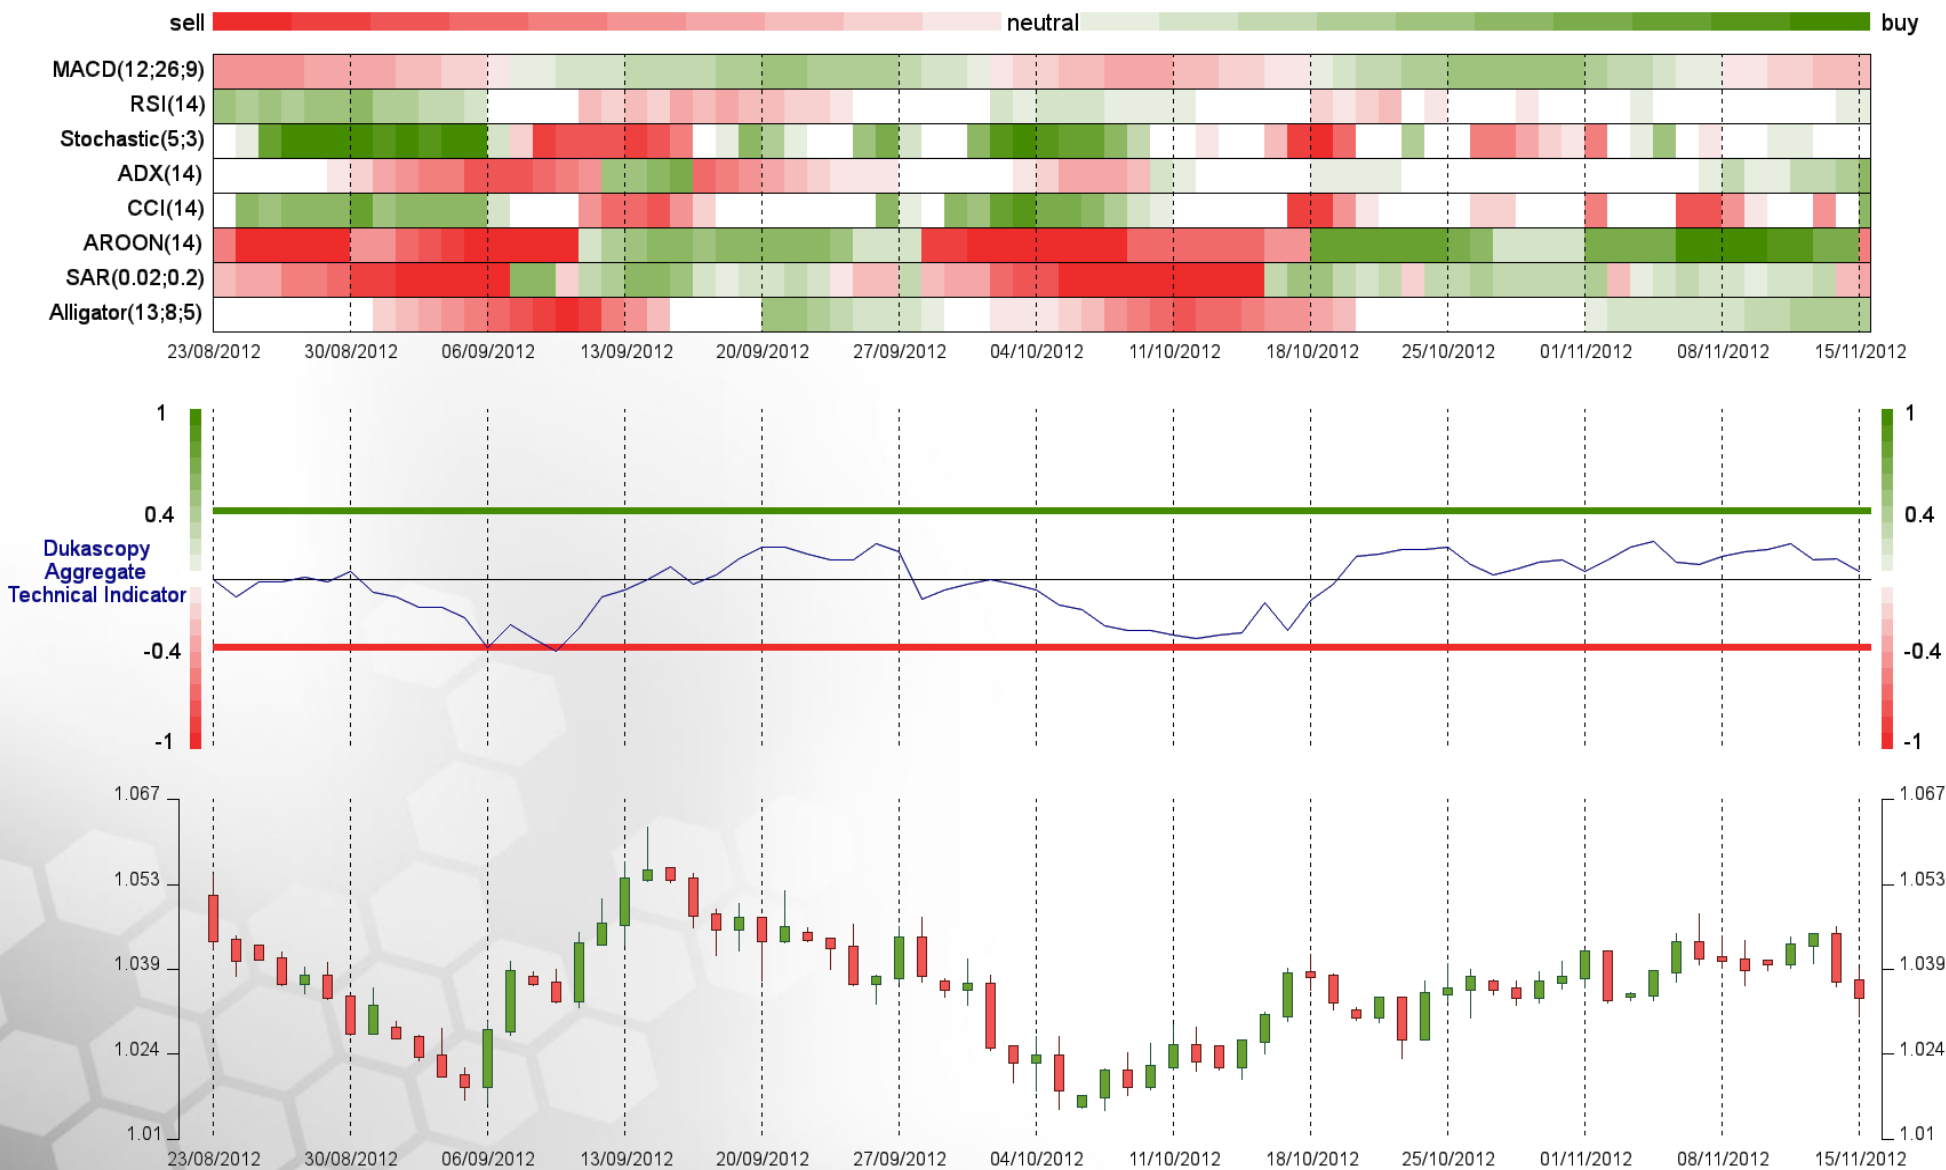 sell neutral buy
MACD(12;26;9)
RSI(14)
Stochastic(5;3)
ADX(14)
CCI(14)
AROON(14)
SAR(0.02;0.2)
Alligator(13;8;5)
23/08/2012 30/08/2012 06/09/2012 13/09/2012 20/09/2012 27/09/2012 04/10/2012 11/10/2012 18/10/2012 25/10/2012 01/11/2012 08/11/2012 15/11/2012
1 1
0.4 0.4
Dukascopy
Aggregate
Technical Indicator
-0.4 -0.4
-1 -1
1.067 1.067
1.053 1.053
1.039 1.039
1.024 1.024
1.01 1.01
23/08/2012 30/08/2012 06/09/2012 13/09/2012 20/09/2012 27/09/2012 04/10/2012 11/10/2012 18/10/2012 25/10/2012 01/11/2012 08/11/2012 15/11/2012